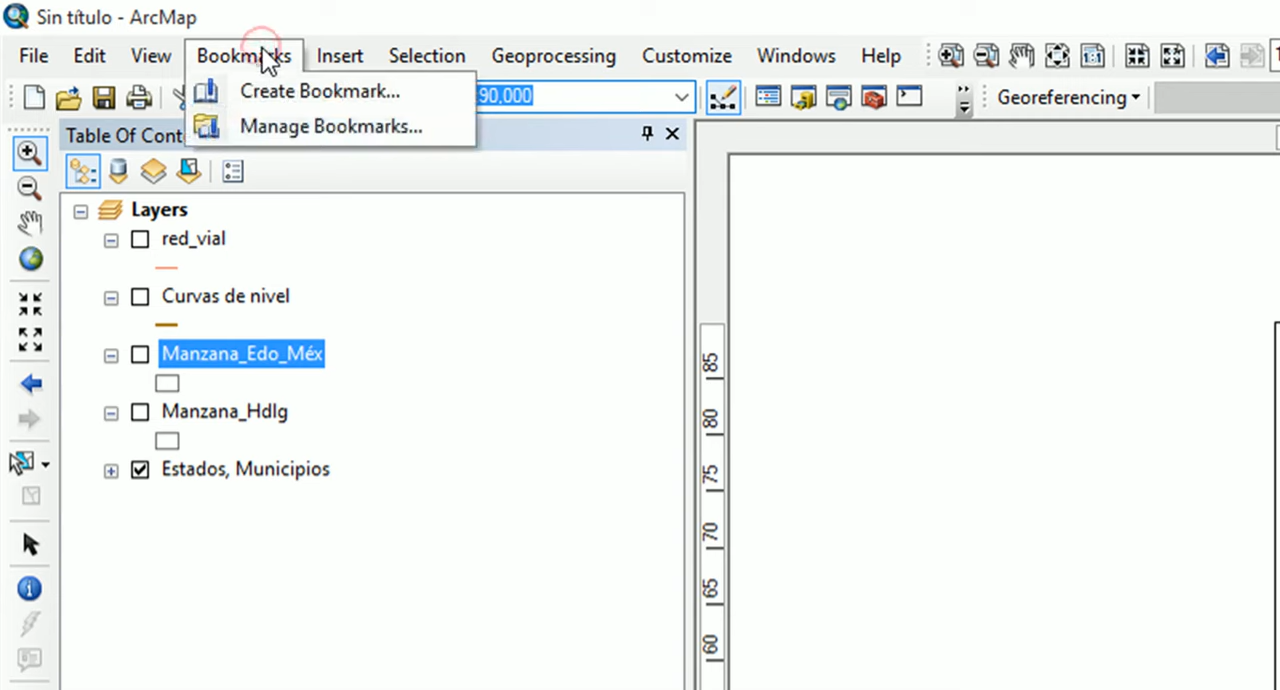 Sin título - ArcMap
File Edit View Bookmarks Insert Selection Geoprocessing Customize Windows Help
Create Bookmark...
90,000
Georeferencing
Manage Bookmarks...
Table Of Cont
Layers
red_vial
Curvas de nivel
Manzana_Edo_Méx
Manzana_Hdlg
Estados, Municipios
85
80
75
70
65
60